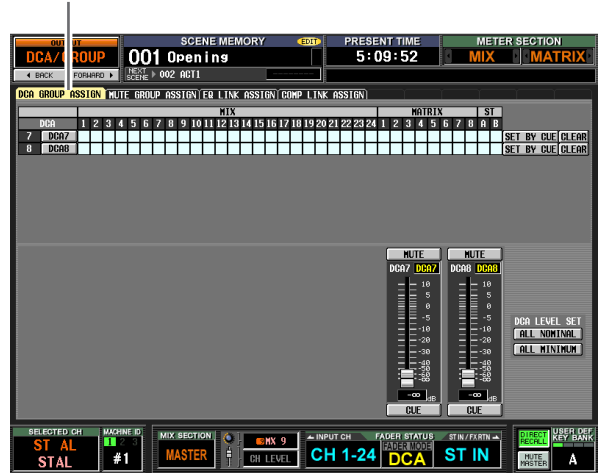 OUTPUT SCENE MEMORY EDIT PRESENT TIME METER SECTION
DCA/GROUP 001 Opening 5:09:52 MIX MATRIX
BACK FORWARD NEXT SCENE 002 ACT1
DCA GROUP ASSIGN MUTE GROUP ASSIGN EQ LINK ASSIGN COMP LINK ASSIGN
MIX MATRIX ST
DCA 1 2 3 4 5 6 7 8 9 10 11 12 13 14 15 16 17 18 19 20 21 22 23 24 1 2 3 4 5 6 7 8 A B
7 DCA7 SET BY CUE CLEAR
8 DCA8 SET BY CUE CLEAR
MUTE MUTE
DCA7 DCA7 DCA8 DCA8
10 10
5 5
0 0
-5 -5
-10 -10
-20 -20
-30 -30
-40 -40
-50 -50
-60 -60
-∞ -∞
-∞ dB -∞ dB
CUE CUE
DCA LEVEL SET
ALL NOMINAL
ALL MINIMUM
SELECTED CH MACHINE ID MIX SECTION MX 9 INPUT CH FADER STATUS ST IN / FXRTN DIRECT RECALL USER DEF KEY BANK
ST AL 1 2 3 MASTER CH LEVEL CH 1-24 FADER MODE ST IN
STAL #1 DCA MUTE MASTER A